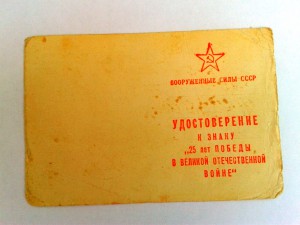 ВООРУЖЕННЫЕ СИЛЫ СССР
УДОСТОВЕРЕНИЕ
К ЗНАКУ
„25 лет ПОБЕДЫ
В ВЕЛИКОЙ ОТЕЧЕСТВЕННОЙ
ВОЙНЕ"